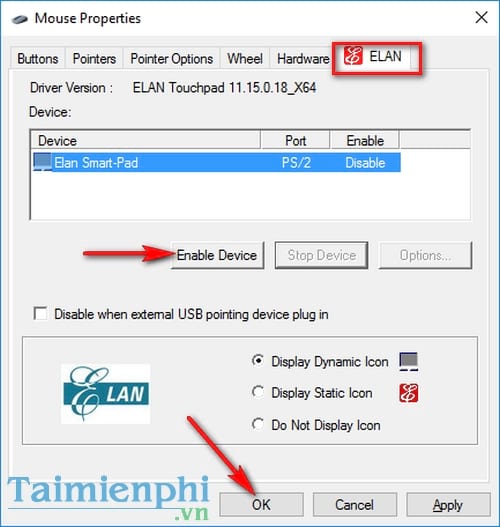 Mouse Properties
Buttons Pointers Pointer Options Wheel Hardware ELAN
Driver Version : ELAN Touchpad 11.15.0.18_X64
Device:
Device Port Enable
Elan Smart-Pad PS/2 Disable
Enable Device Stop Device Options...
Disable when external USB pointing device plug in
ELAN
Display Dynamic Icon
Display Static Icon
Do Not Display Icon
Taimienphi
.vn
OK Cancel Apply